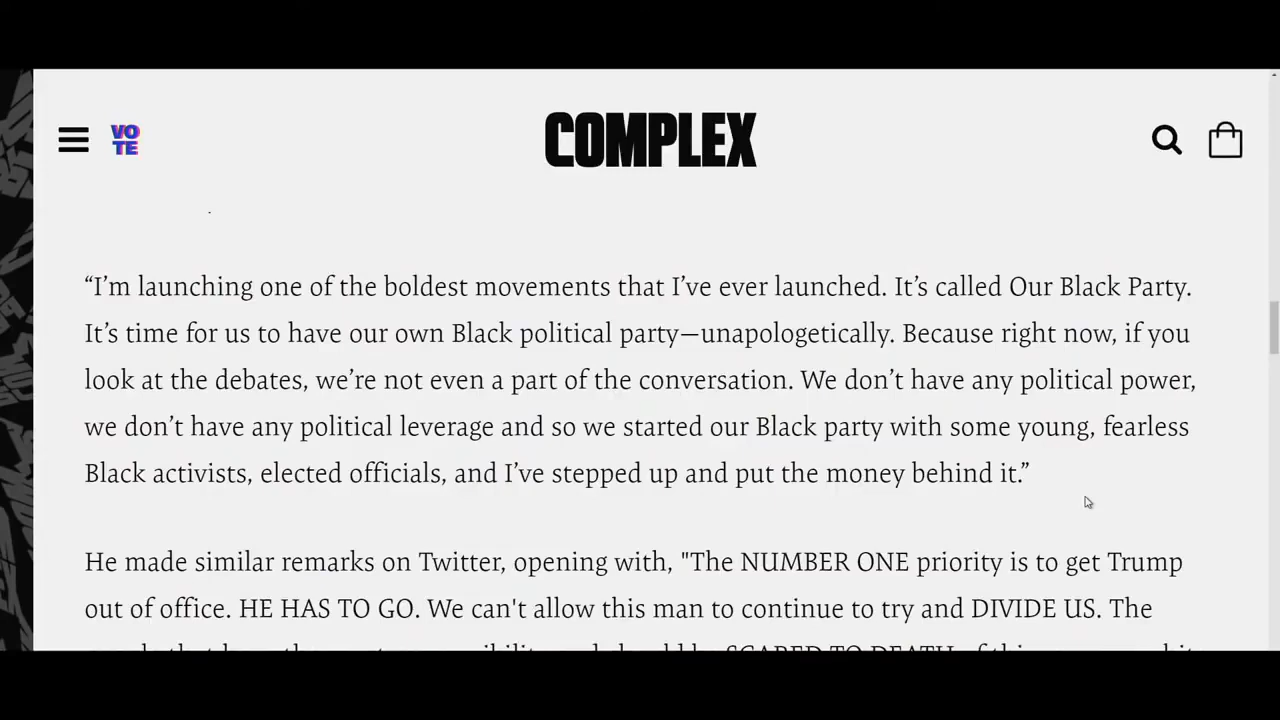 VO
TE
COMPLEX
“I’m launching one of the boldest movements that I’ve ever launched. It’s called Our Black Party.
It’s time for us to have our own Black political party—unapologetically. Because right now, if you
look at the debates, we’re not even a part of the conversation. We don’t have any political power,
we don’t have any political leverage and so we started our Black party with some young, fearless
Black activists, elected officials, and I’ve stepped up and put the money behind it.”
He made similar remarks on Twitter, opening with, "The NUMBER ONE priority is to get Trump
out of office. HE HAS TO GO. We can't allow this man to continue to try and DIVIDE US. The
SCARED TO DEATH